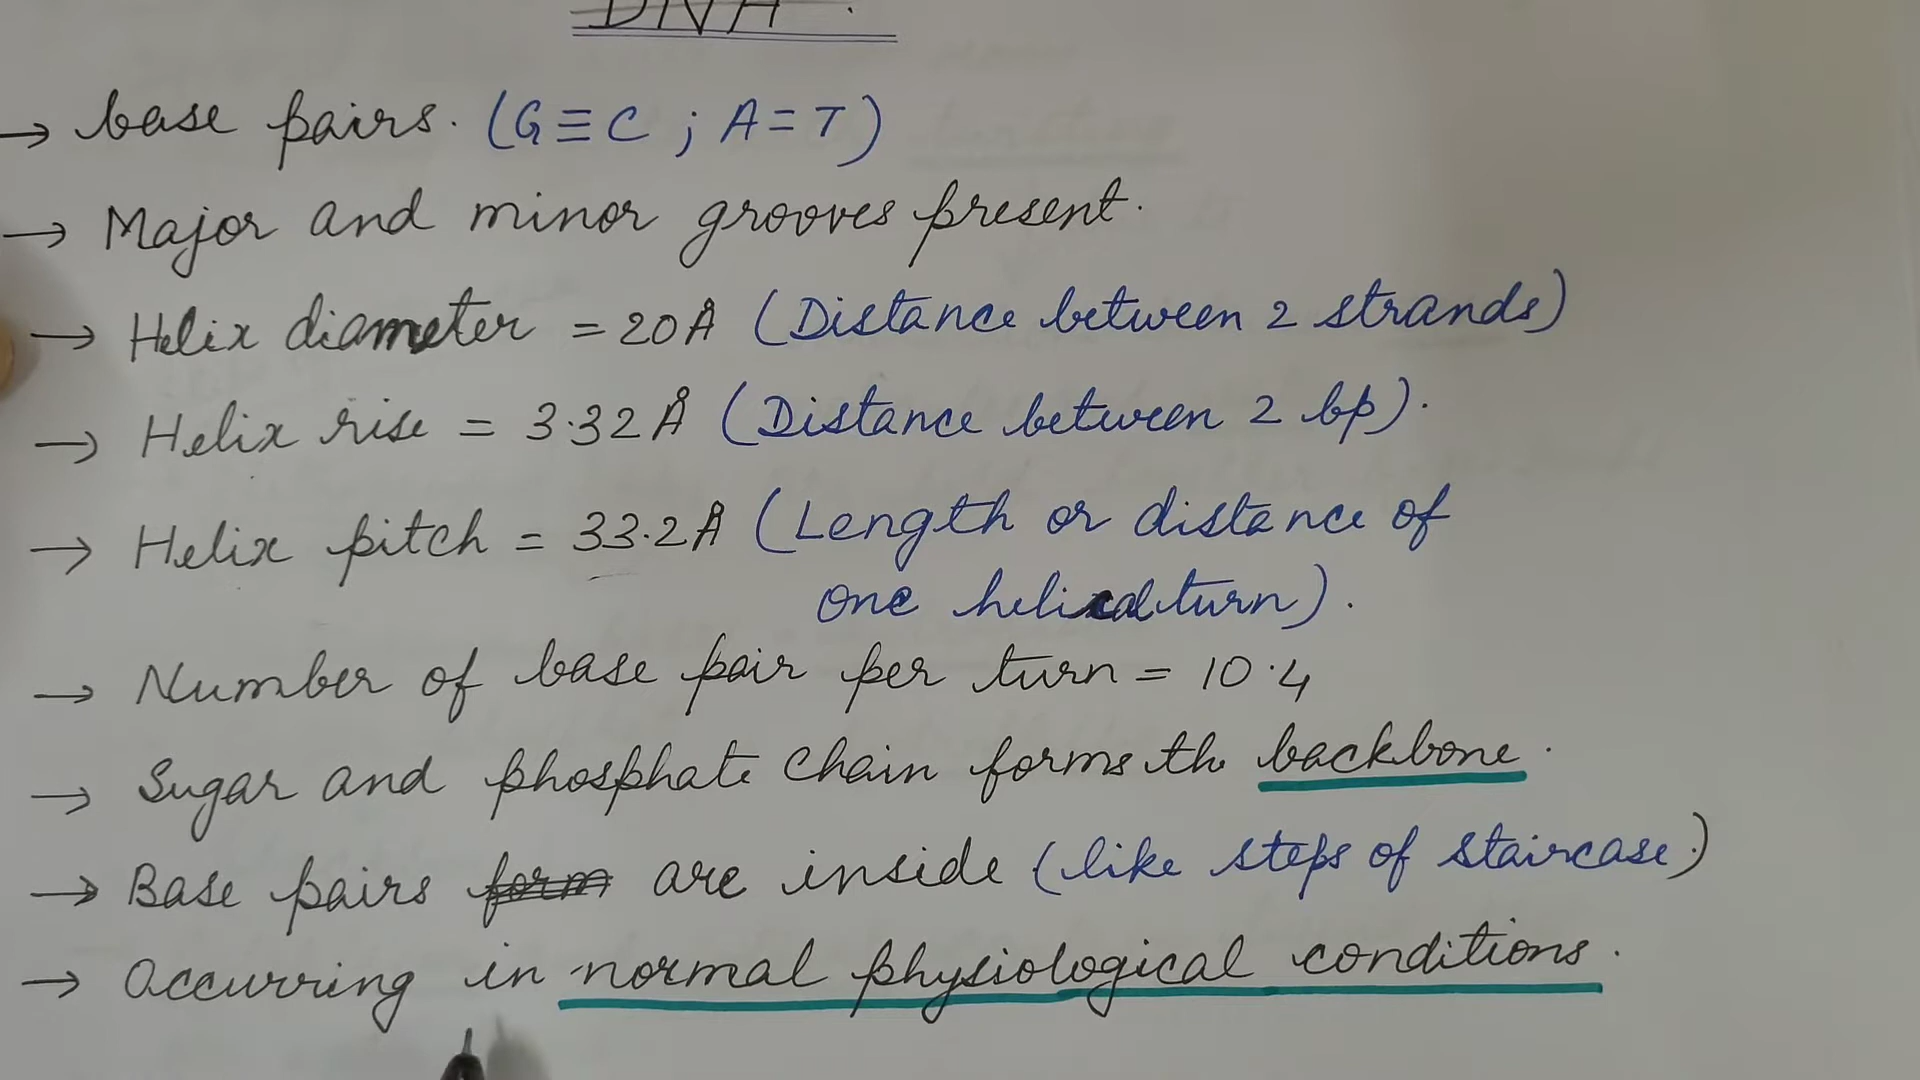 DNA.
→ base pairs. (G≡C ; A=T)
→ Major and minor grooves present.
→ Helix diameter = 20Å (Distance between 2 strands)
→ Helix rise = 3.32Å (Distance between 2 bp).
→ Helix pitch = 33.2Å (Length or distance of
one helical turn).
→ Number of base pair per turn = 10.4
→ Sugar and phosphate chain forms th backbone.
→ Base pairs ~~form~~ are inside (like steps of staircase.)
→ Occurring in normal physiological conditions.